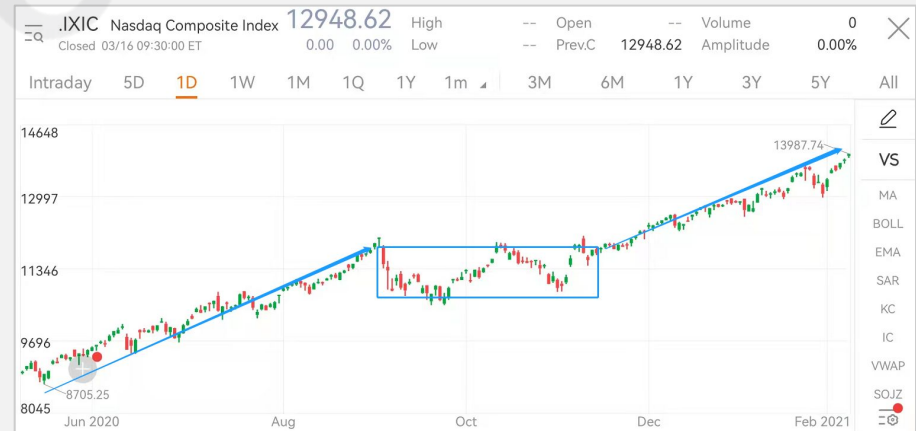 .IXIC Nasdaq Composite Index 12948.62 High -- Open -- Volume 0
Closed 03/16 09:30:00 ET 0.00 0.00% Low -- Prev.C 12948.62 Amplitude 0.00%
Intraday 5D 1D 1W 1M 1Q 1Y 1m 3M 6M 1Y 3Y 5Y All
14648
13987.74
VS
12997
MA
BOLL
EMA
11346
SAR
KC
IC
9696
VWAP
8705.25
SOJZ
8045
Jun 2020 Aug Oct Dec Feb 2021